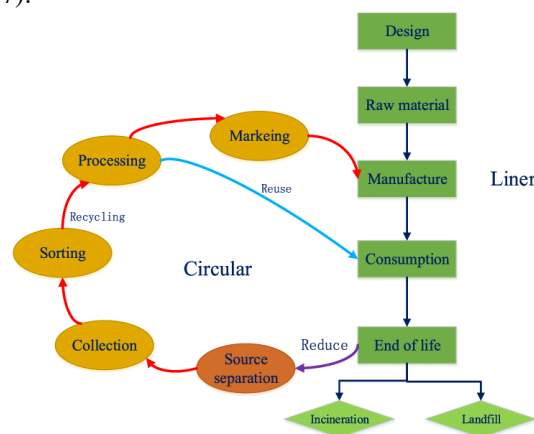 7).
Design
Raw material
Markeing
Processing
Manufacture
Liner
Reuse
Recycling
Sorting
Circular
Consumption
Collection
Source
separation
Reduce
End of life
Incineration
Landfill